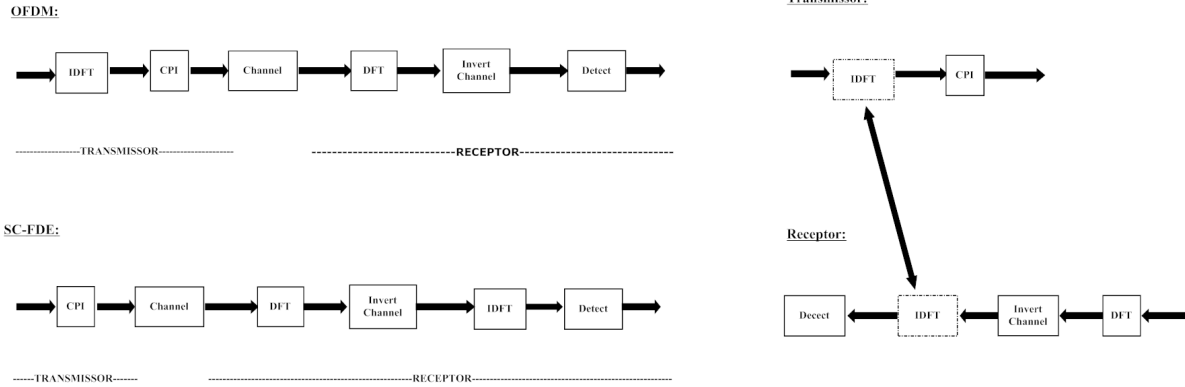 OFDM:
IDFT
CPI
Channel
DFT
Invert
Channel
Detect
-------------------TRANSMISSOR----------------------
-----------------------------RECEPTOR-------------------------------
SC-FDE:
CPI
Channel
DFT
Invert
Channel
IDFT
Detect
------TRANSMISSOR-------
-----------------------------------------------------------RECEPTOR----------------------------------------------------------
Transmissor:
IDFT
CPI
Receptor:
Decect
IDFT
Invert
Channel
DFT